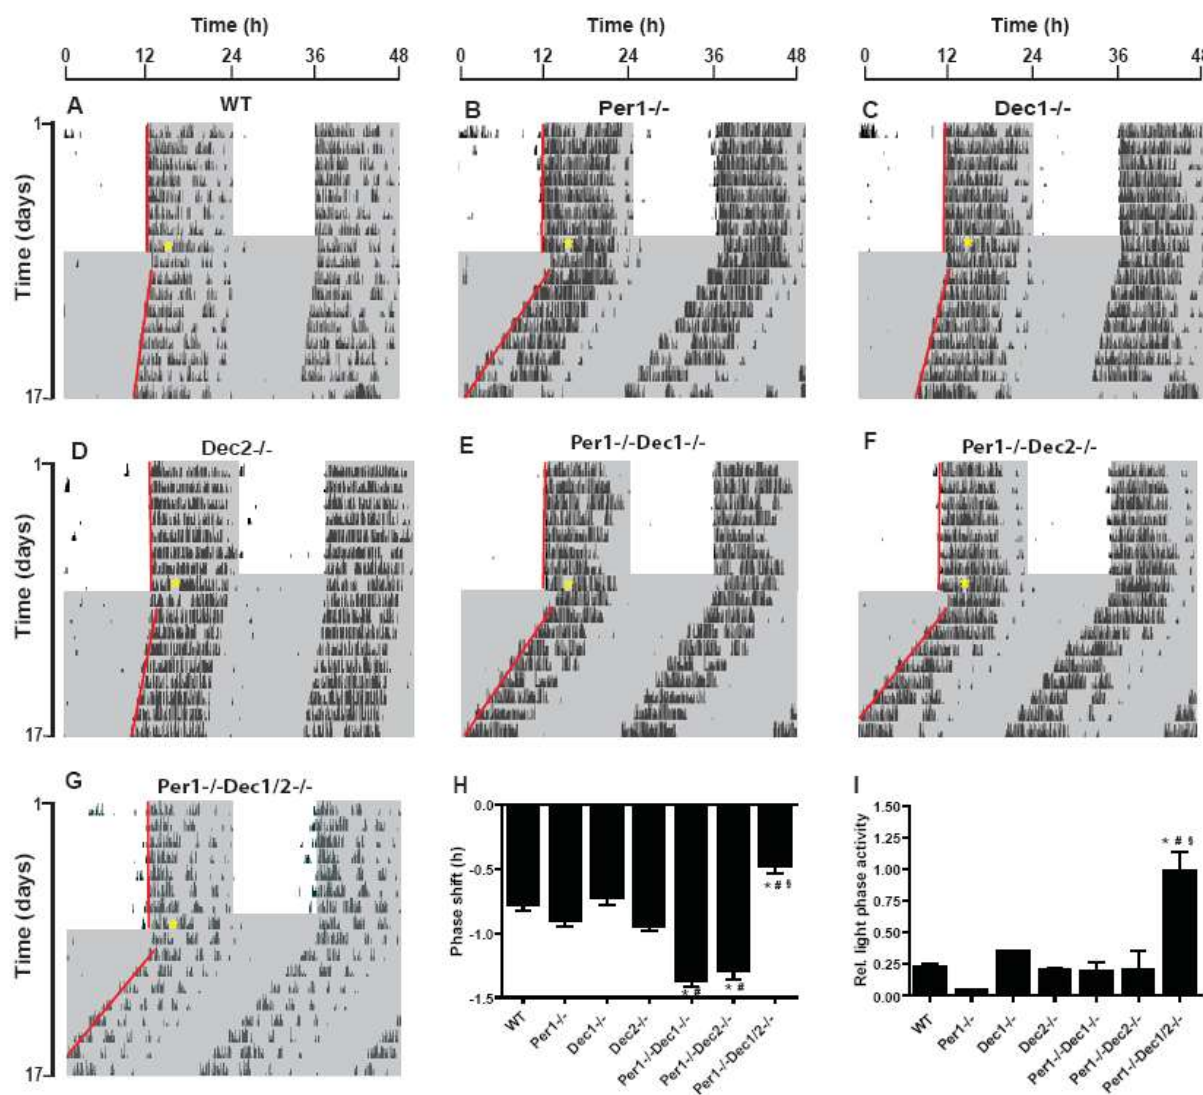 Time (h) Time (h) Time (h)
0 12 24 36 48 0 12 24 36 48 0 12 24 36 48
A WT B Per1-/- C Dec1-/-
1
Time (days)
17
D Dec2-/- E Per1-/-Dec1-/- F Per1-/-Dec2-/-
1
Time (days)
17
G Per1-/-Dec1/2-/-
1
Time (days)
17
H
Phase shift (h)
0.0
-0.5
-1.0
-1.5
* # §
* #
* #
WT Per1-/- Dec1-/- Dec2-/- Per1-/-Dec1-/- Per1-/-Dec2-/- Per1-/-Dec1/2-/-
I
Rel. light phase activity
1.50
1.25
1.00
0.75
0.50
0.25
0.00
* # §
WT Per1-/- Dec1-/- Dec2-/- Per1-/-Dec1-/- Per1-/-Dec2-/- Per1-/-Dec1/2-/-